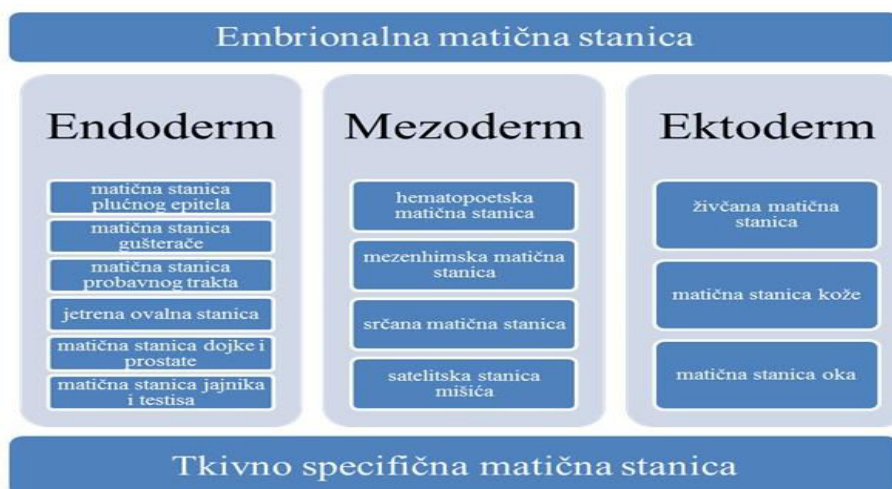 Embrionalna matična stanica
Endoderm
matična stanica
plućnog epitela
matična stanica
gušterače
matična stanica
probavnog trakta
jetrena ovalna stanica
matična stanica dojke i
prostate
matična stanica jajnika
i testisa
Mezoderm
hematopoetska
matična stanica
mezenhimska matična
stanica
srčana matična stanica
satelitska stanica
mišića
Ektoderm
živčana matična
stanica
matična stanica kože
matična stanica oka
Tkivno specifična matična stanica